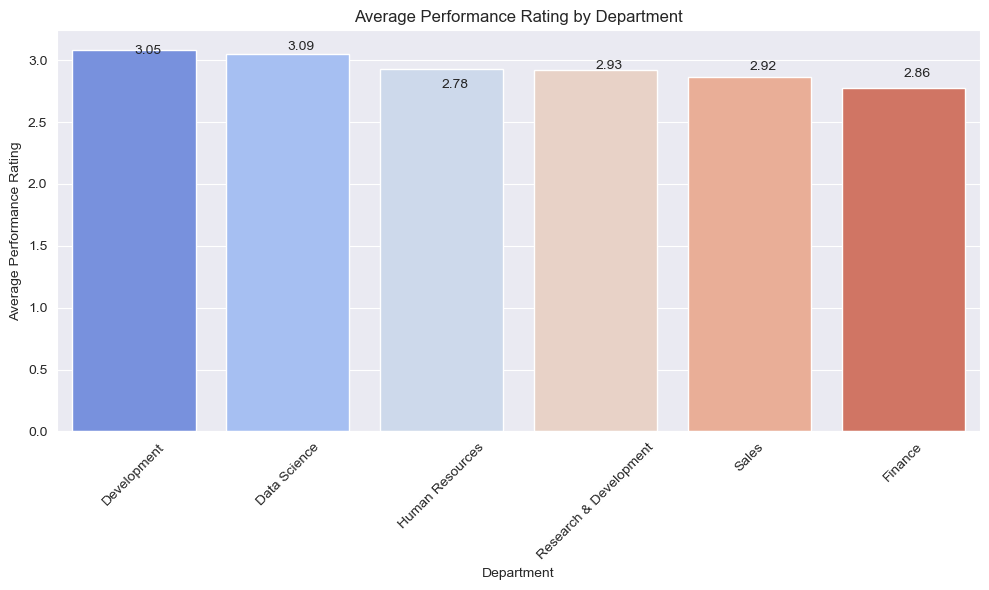 Average Performance Rating by Department
Average Performance Rating
3.0
2.5
2.0
1.5
1.0
0.5
0.0
3.05
3.09
2.78
2.93
2.92
2.86
Development
Data Science
Human Resources
Research & Development
Sales
Finance
Department